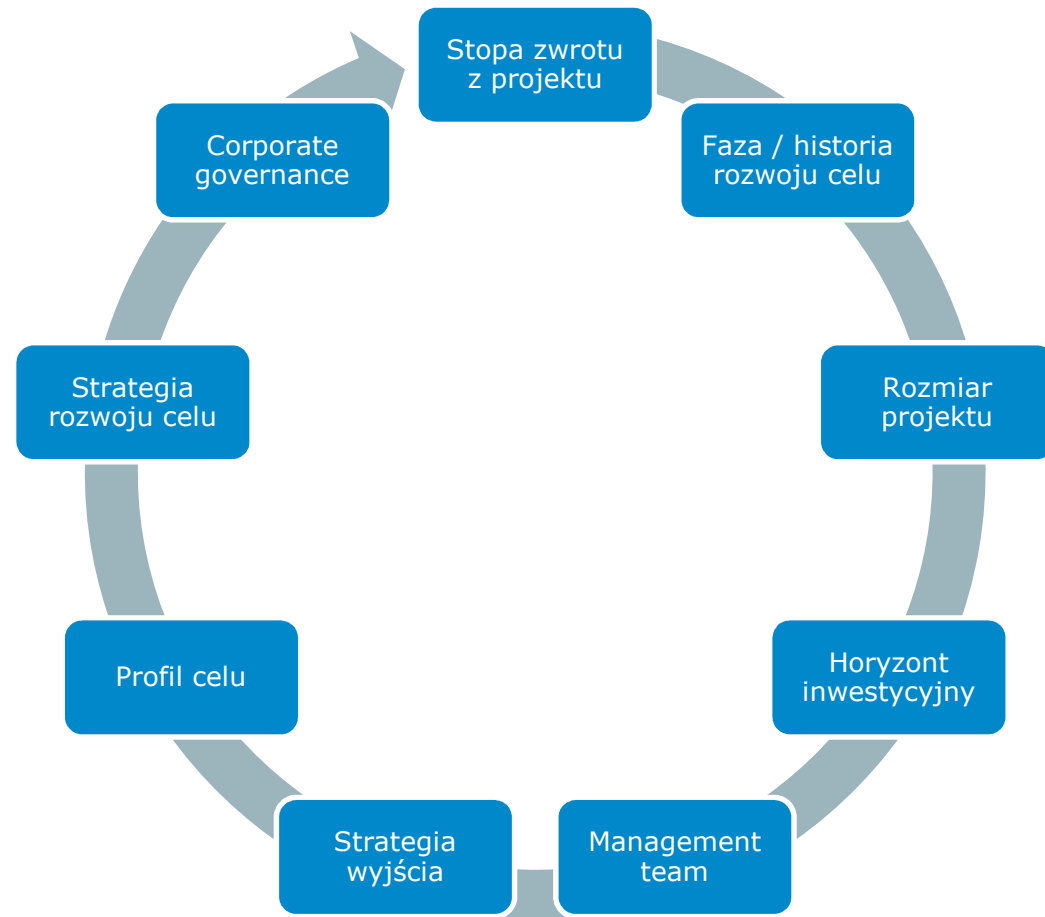 Stopa zwrotu
z projektu
Faza / historia
rozwoju celu
Rozmiar
projektu
Horyzont
inwestycyjny
Management
team
Strategia
wyjścia
Profil celu
Strategia
rozwoju celu
Corporate
governance